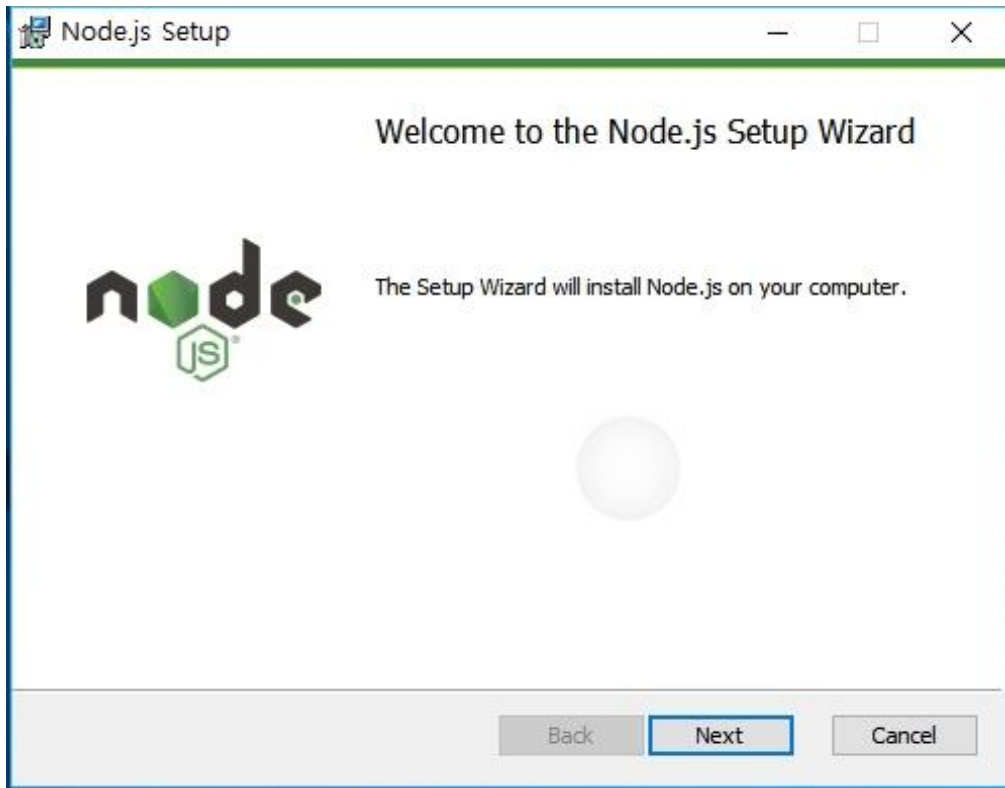 Node.js Setup
Welcome to the Node.js Setup Wizard
The Setup Wizard will install Node.js on your computer.
node
JS
Back
Next
Cancel